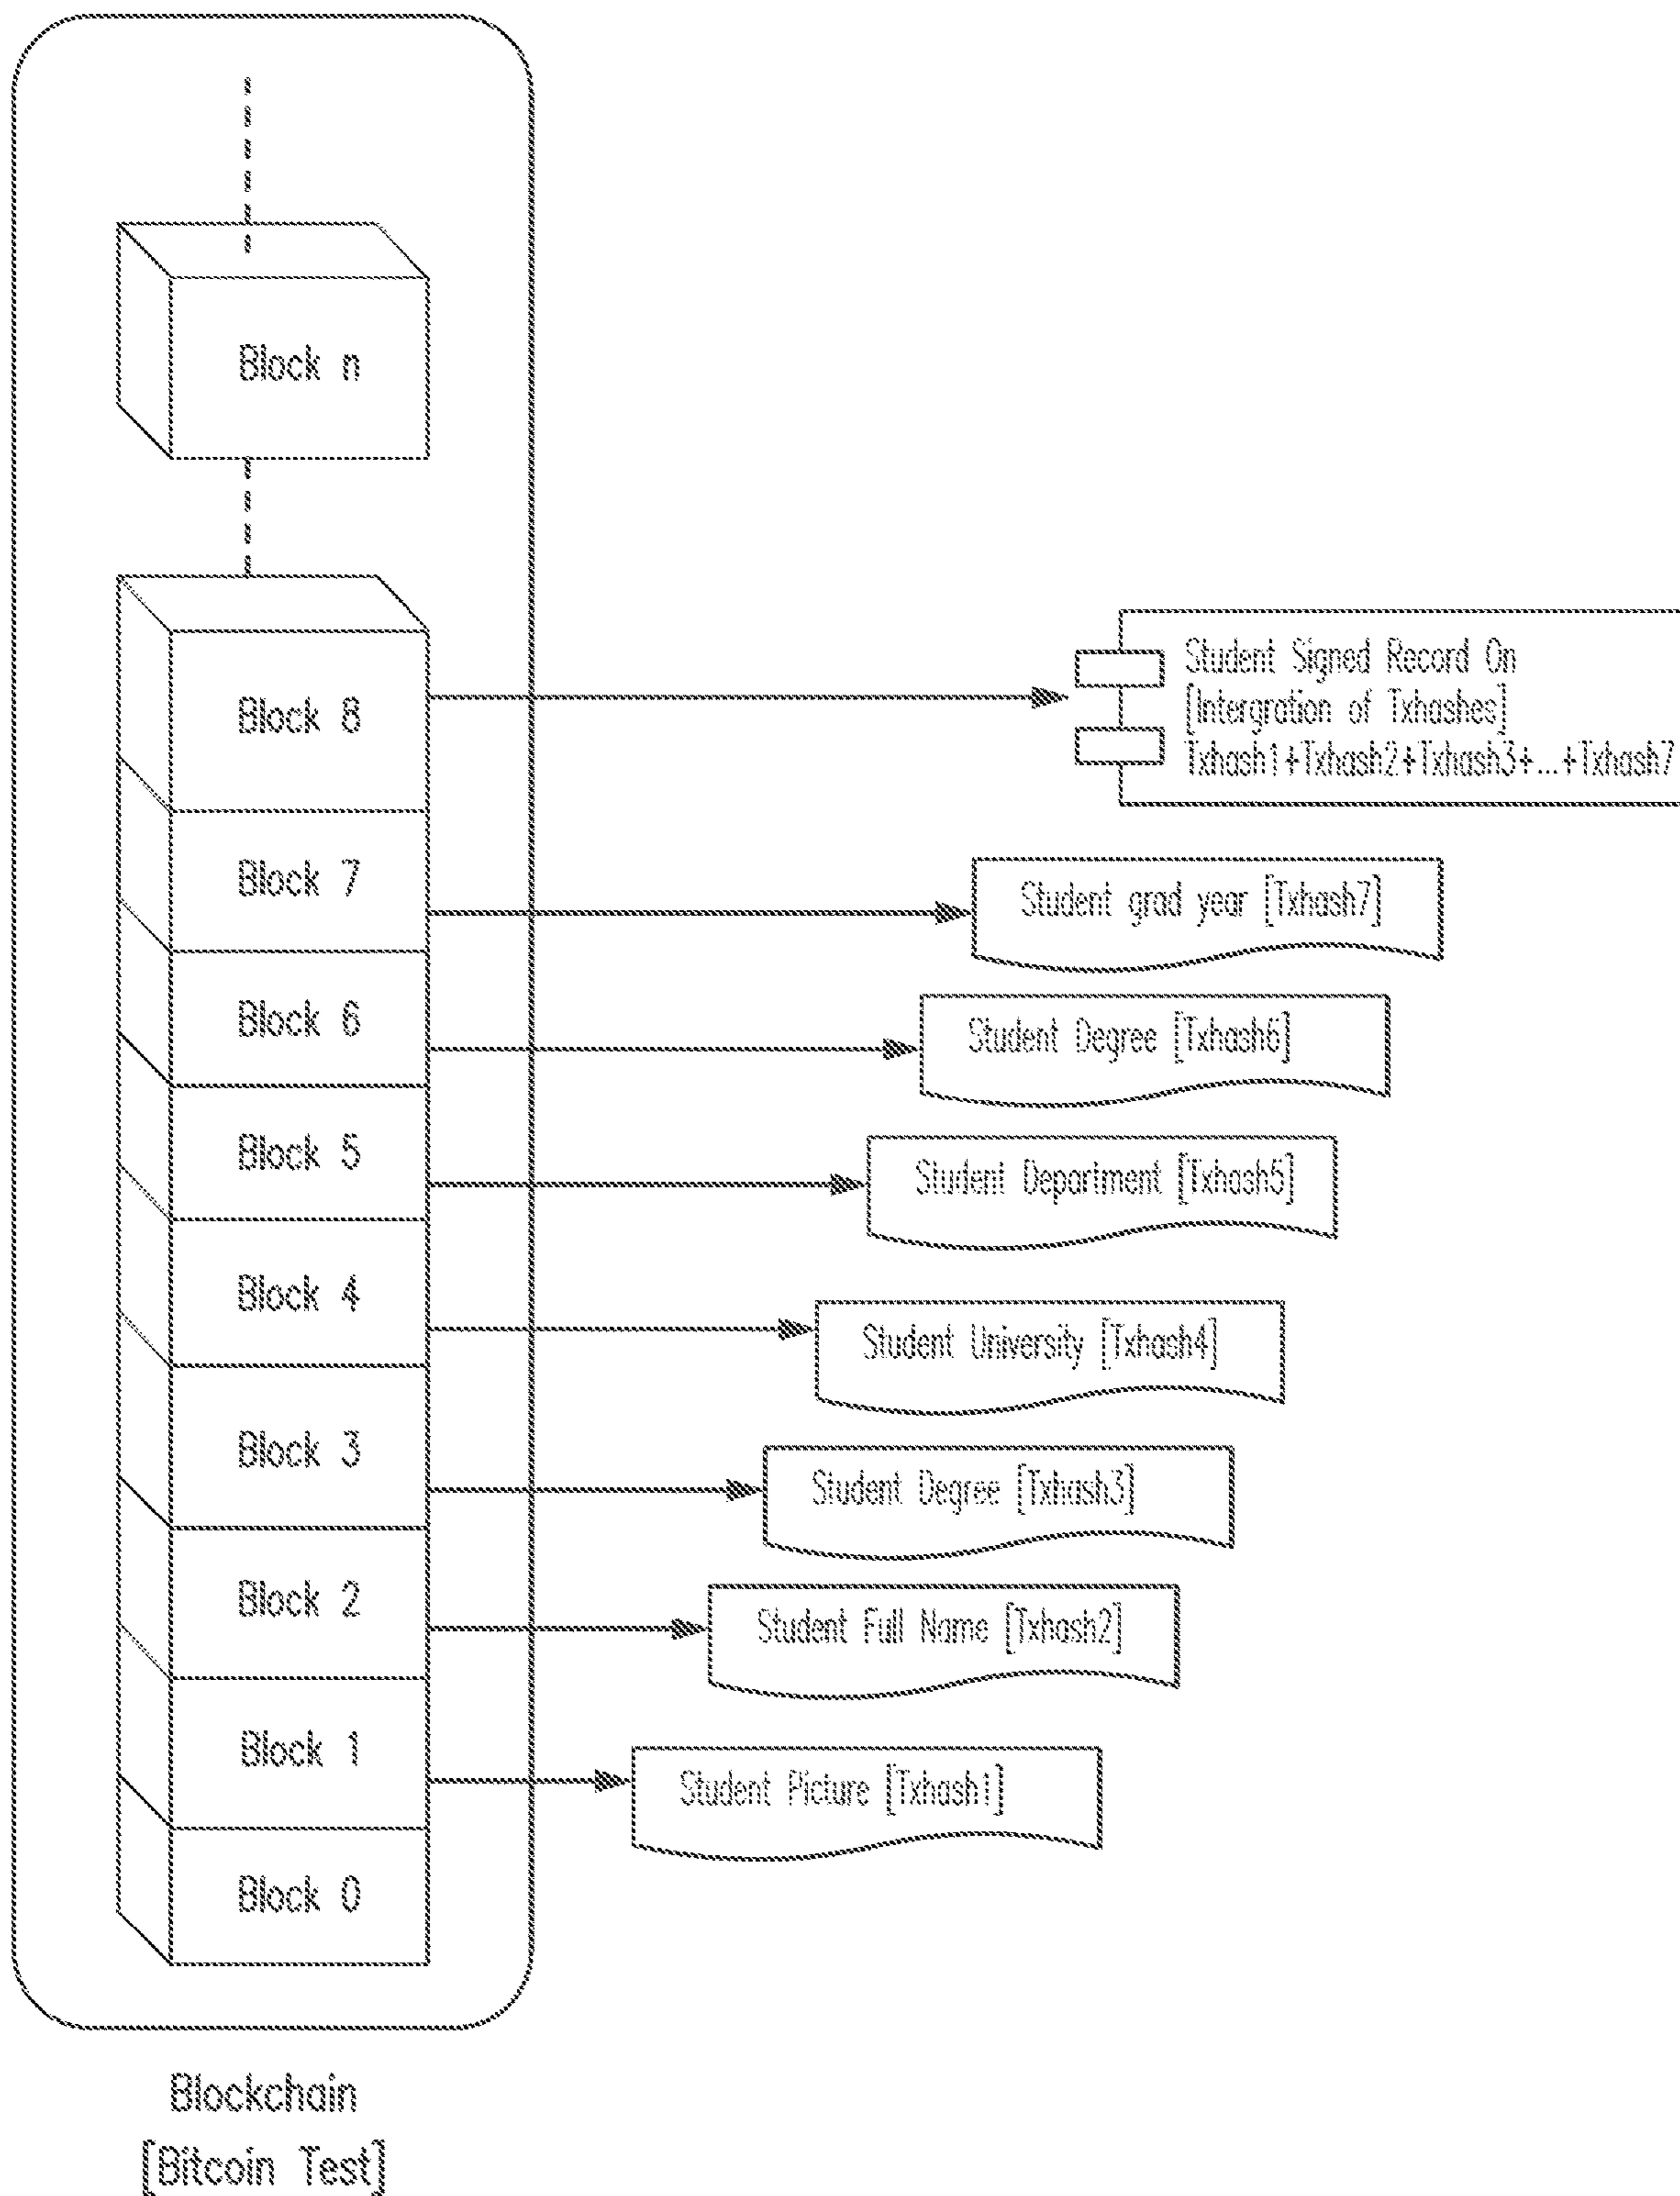 Block n
Block 8
Student Signed Record On
[Intergration of Txhashes]
Txhash1+Txhash2+Txhash3+...+Txhash7
Block 7
Student grad year [Txhash7]
Block 6
Student Degree [Txhash6]
Block 5
Student Department [Txhash5]
Block 4
Student University [Txhash4]
Block 3
Student Degree [Txhash3]
Block 2
Student Full Name [Txhash2]
Block 1
Student Picture [Txhash1]
Block 0
Blockchain
[Bitcoin Test]